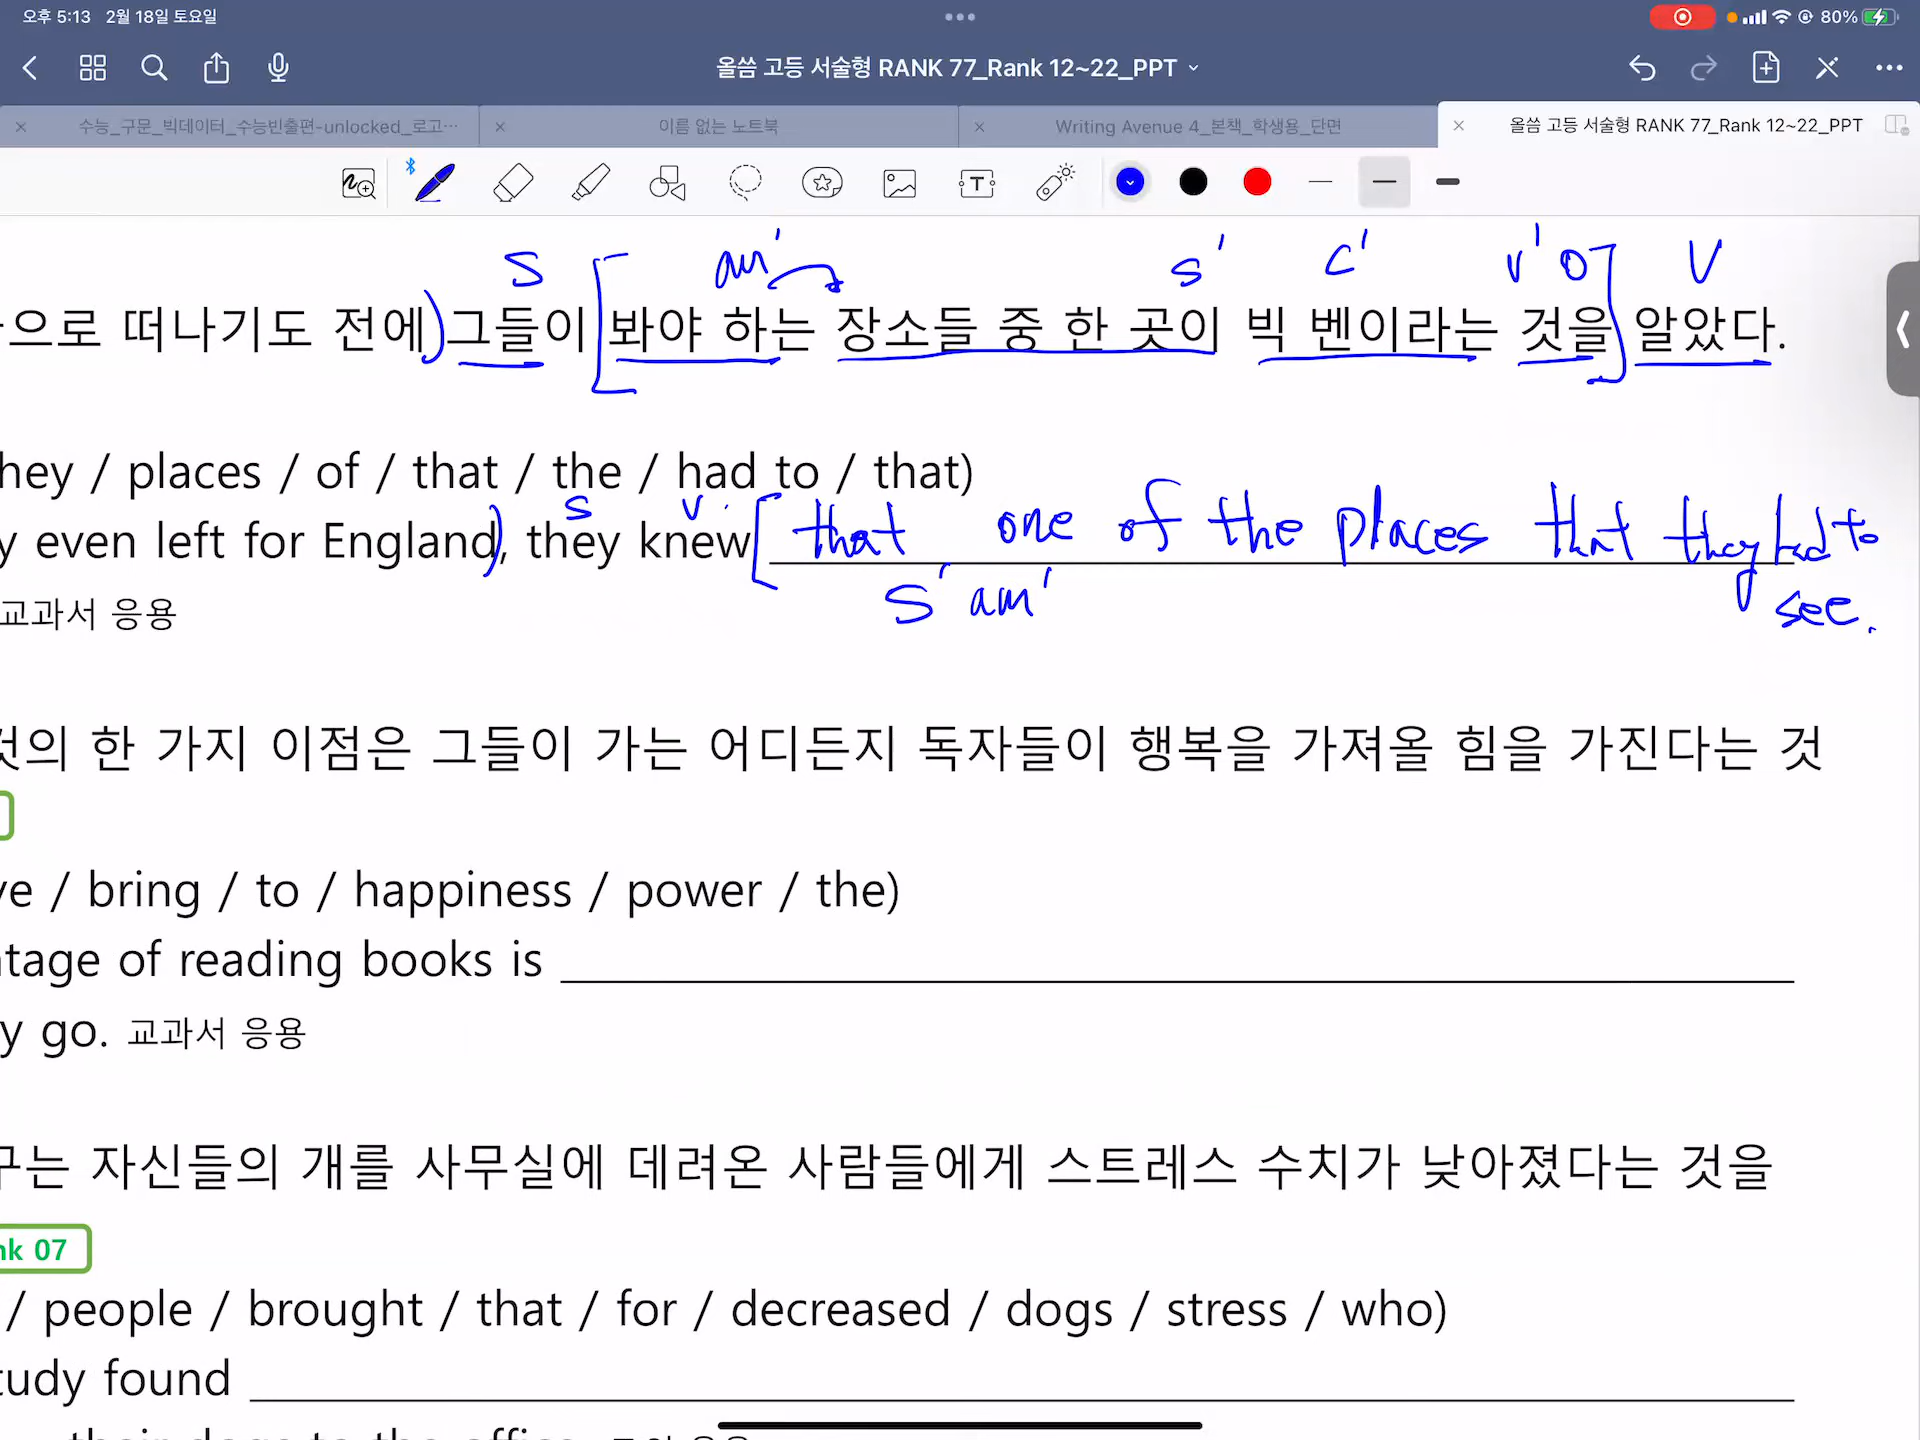 오후 5:13 2월 18일 토요일
80%
올씀 고등 서술형 RANK 77_Rank 12~22_PPT
수능_구문_빅데이터_수능빈출편-unlocked_로고…
이름 없는 노트북
Writing Avenue 4_본책_학생용_단면
올씀 고등 서술형 RANK 77_Rank 12~22_PPT
S am' s' c' v' o V
으로 떠나기도 전에) 그들이 [봐야 하는 장소들 중 한 곳이 빅 벤이라는 것을] 알았다.
hey / places / of / that / the / had to / that)
s v
y even left for England), they knew [that one of the places that they had to
s' am' see.
교과서 응용
것의 한 가지 이점은 그들이 가는 어디든지 독자들이 행복을 가져올 힘을 가진다는 것
ve / bring / to / happiness / power / the)
ntage of reading books is
y go. 교과서 응용
구는 자신들의 개를 사무실에 데려온 사람들에게 스트레스 수치가 낮아졌다는 것을
nk 07
/ people / brought / that / for / decreased / dogs / stress / who)
tudy found
their dogs to the office.